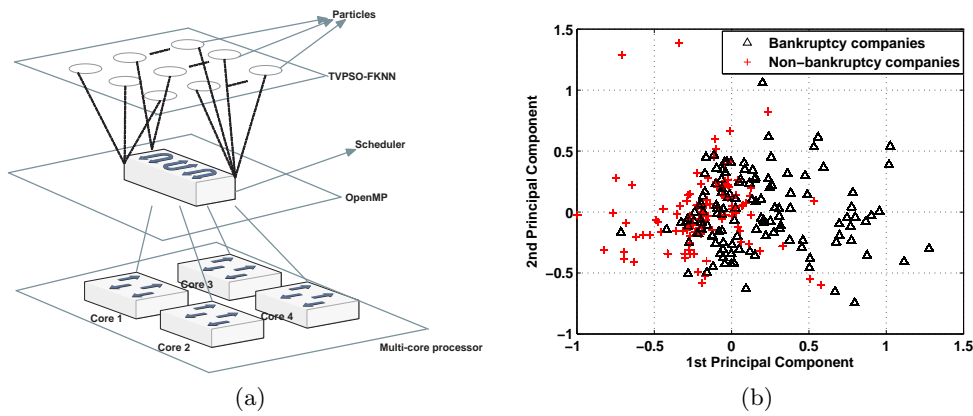 Particles
TVPSO-FKNN
Scheduler
OpenMP
Core 3
Core 1
Core 4
Core 2
Multi-core processor
(a)
1.5
1
0.5
0
−0.5
−1
2nd Principal Component
Bankruptcy companies
Non-bankruptcy companies
−1
−0.5
0
0.5
1
1.5
1st Principal Component
(b)